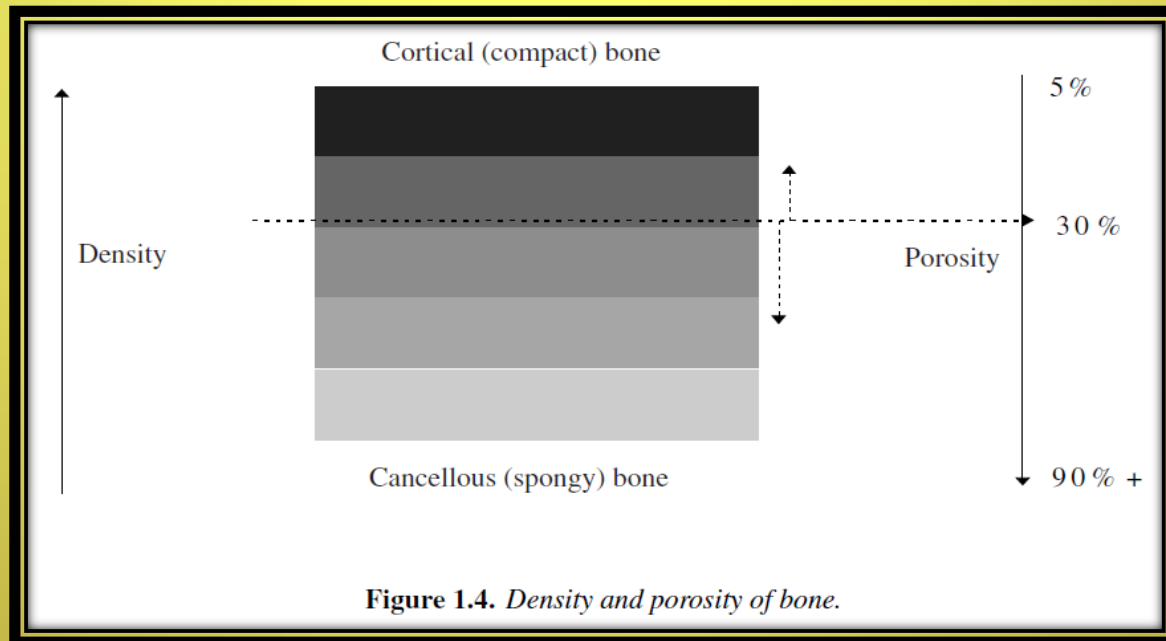 Cortical (compact) bone
5%
Density
30%
Porosity
Cancellous (spongy) bone
90% +
Figure 1.4. Density and porosity of bone.